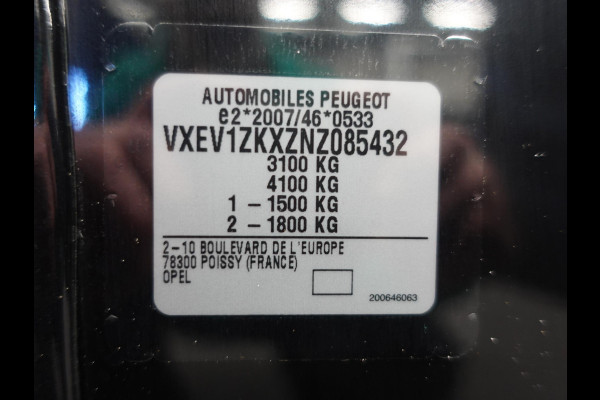 AUTOMOBILES PEUGEOT
e2*2007/46*0533
VXEV1ZKXZNZ085432
3100 KG
4100 KG
1 – 1500 KG
2 – 1800 KG
2–10 BOULEVARD DE L'EUROPE
78300 POISSY (FRANCE)
OPEL
200646063